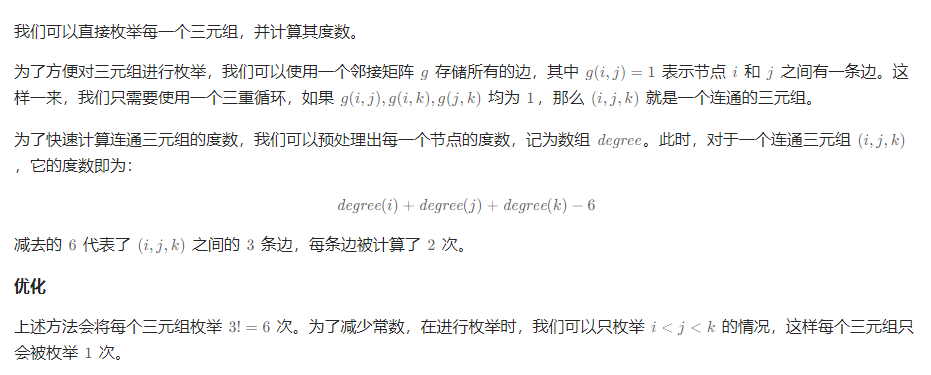 我们可以直接枚举每一个三元组，并计算其度数。
为了方便对三元组进行枚举，我们可以使用一个邻接矩阵 g 存储所有的边，其中 g(i, j) = 1 表示节点 i 和 j 之间有一条边。这
样一来，我们只需要使用一个三重循环，如果 g(i, j), g(i, k), g(j, k) 均为 1，那么 (i, j, k) 就是一个连通的三元组。
为了快速计算连通三元组的度数，我们可以预处理出每一个节点的度数，记为数组 degree。此时，对于一个连通三元组 (i, j, k)
，它的度数即为：
degree(i) + degree(j) + degree(k) − 6
减去的 6 代表了 (i, j, k) 之间的 3 条边，每条边被计算了 2 次。
优化
上述方法会将每个三元组枚举 3! = 6 次。为了减少常数，在进行枚举时，我们可以只枚举 i < j < k 的情况，这样每个三元组只
会被枚举 1 次。